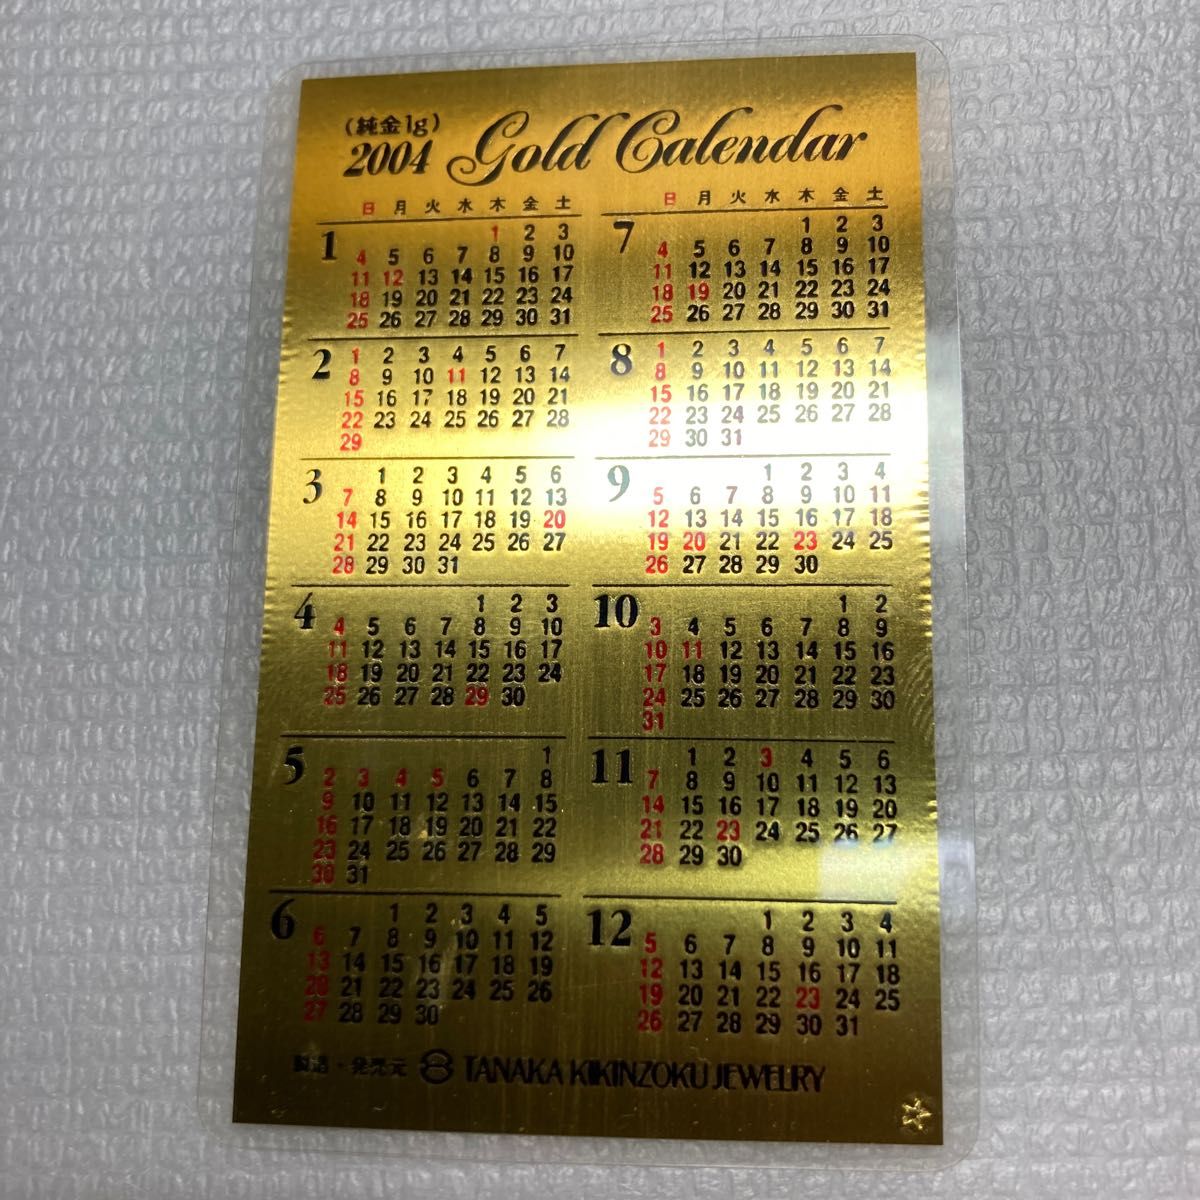 (純金1g)
2004 Gold Calendar
日 月 火 水 木 金 土
1
1 2 3
4 5 6 7 8 9 10
11 12 13 14 15 16 17
18 19 20 21 22 23 24
25 26 27 28 29 30 31
2
1 2 3 4 5 6 7
8 9 10 11 12 13 14
15 16 17 18 19 20 21
22 23 24 25 26 27 28
29
3
1 2 3 4 5 6
7 8 9 10 11 12 13
14 15 16 17 18 19 20
21 22 23 24 25 26 27
28 29 30 31
4
1 2 3
4 5 6 7 8 9 10
11 12 13 14 15 16 17
18 19 20 21 22 23 24
25 26 27 28 29 30
5
1
2 3 4 5 6 7 8
9 10 11 12 13 14 15
16 17 18 19 20 21 22
23 24 25 26 27 28 29
30 31
6
1 2 3 4 5
6 7 8 9 10 11 12
13 14 15 16 17 18 19
20 21 22 23 24 25 26
27 28 29 30
日 月 火 水 木 金 土
7
1 2 3
4 5 6 7 8 9 10
11 12 13 14 15 16 17
18 19 20 21 22 23 24
25 26 27 28 29 30 31
8
1 2 3 4 5 6 7
8 9 10 11 12 13 14
15 16 17 18 19 20 21
22 23 24 25 26 27 28
29 30 31
9
1 2 3 4
5 6 7 8 9 10 11
12 13 14 15 16 17 18
19 20 21 22 23 24 25
26 27 28 29 30
10
1 2
3 4 5 6 7 8 9
10 11 12 13 14 15 16
17 18 19 20 21 22 23
24 25 26 27 28 29 30
31
11
1 2 3 4 5 6
7 8 9 10 11 12 13
14 15 16 17 18 19 20
21 22 23 24 25 26 27
28 29 30
12
1 2 3 4
5 6 7 8 9 10 11
12 13 14 15 16 17 18
19 20 21 22 23 24 25
26 27 28 29 30 31
製造・発売元 TANAKA KIKINZOKU JEWELRY